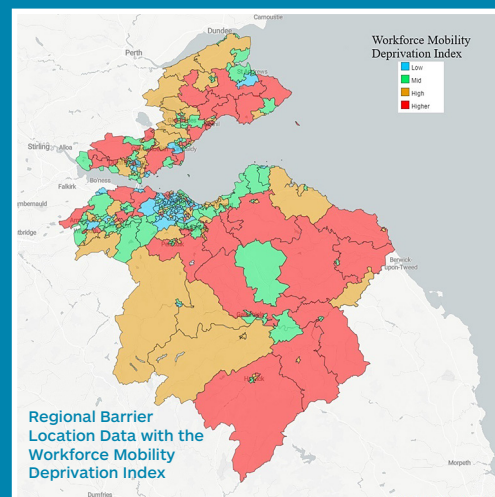 Carnoustie
Dundee
Perth
Workforce Mobility
Deprivation Index
Low
Mid
High
Higher
Stirling
Alloa
Falkirk
Berwick
upon-Tweed
Regional Barrier
Location Data with the
Workforce Mobility
Deprivation Index
Morpeth
Dumfries